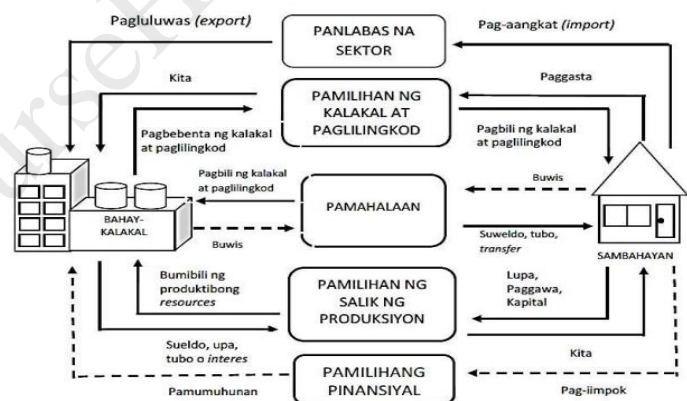 Pagluluwas (export)
PANLABAS NA
SEKTOR
Pag-aangkat (import)
Kita
PAMILIHAN NG
KALAKAL AT
PAGLILINGKOD
Paggasta
Pagbebenta ng kalakal
at paglilingkod
Pagbili ng kalakal
at paglilingkod
Pagbili ng kalakal
at paglilingkod
PAMAHALAAN
Buwis
BAHAY-
KALAKAL
Buwis
Suweldo, tubo,
transfer
SAMBAHAYAN
Bumibili ng
produktibong
resources
PAMILIHAN NG
SALIK NG
PRODUKSIYON
Lupa,
Paggawa,
Kapital
Sueldo, upa,
tubo o interes
Kita
Pamumuhunan
PAMILIHANG
PINANSIYAL
Pag-iimpok